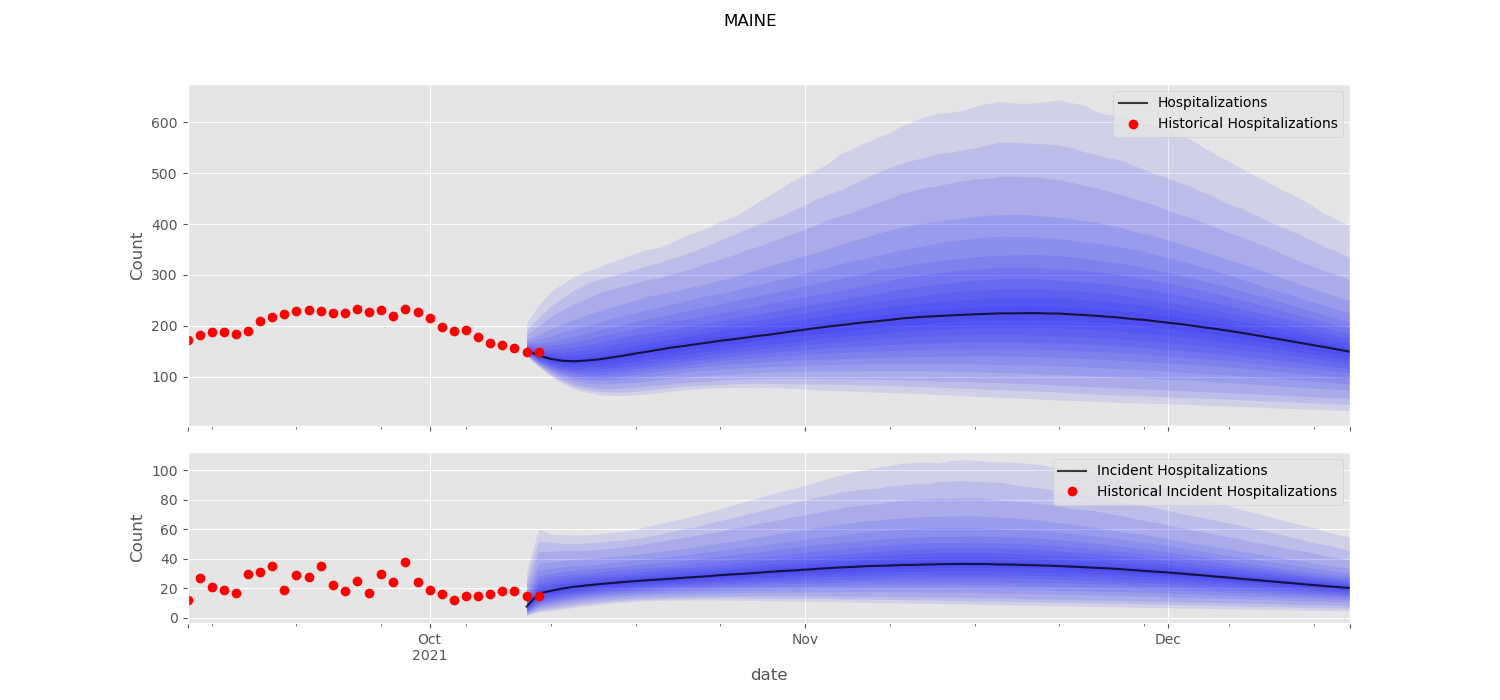 MAINE
600
500
400
300
200
100
Count
Hospitalizations
Historical Hospitalizations
100
80
60
40
20
0
Count
Incident Hospitalizations
Historical Incident Hospitalizations
Oct
2021
Nov
Dec
date